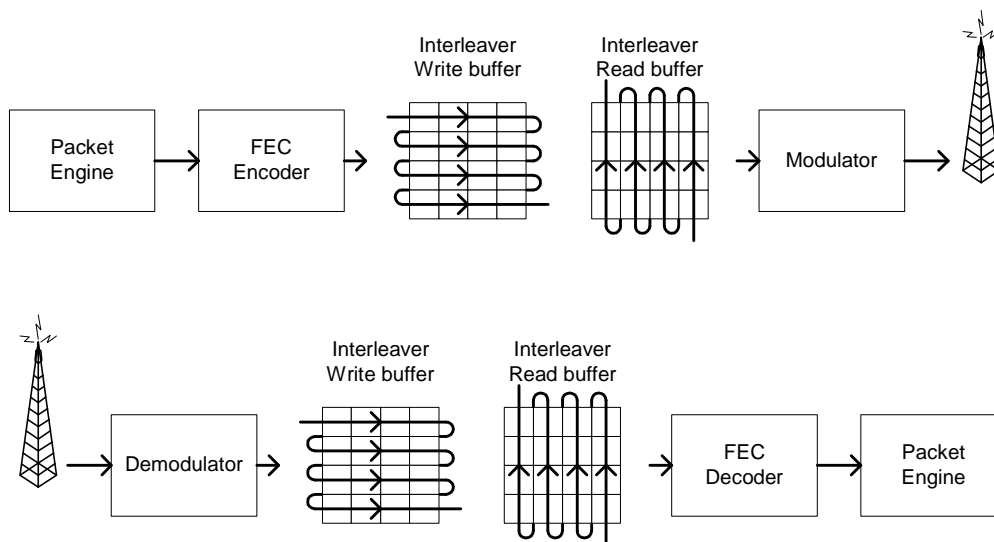 Interleaver
Write buffer
Interleaver
Read buffer
Packet
Engine
FEC
Encoder
Modulator
Interleaver
Write buffer
Interleaver
Read buffer
Demodulator
FEC
Decoder
Packet
Engine